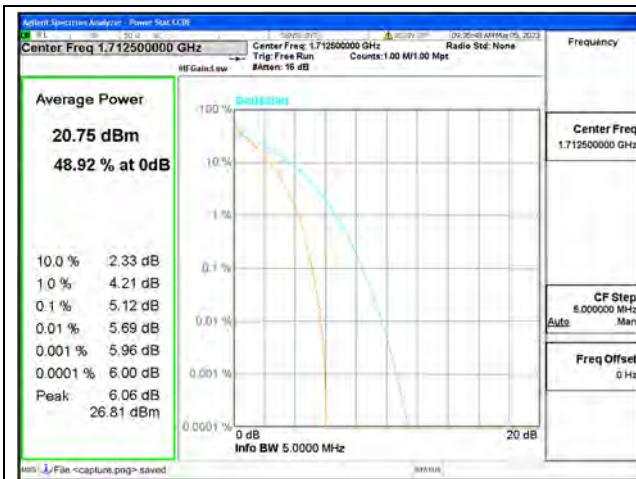 Agilent Spectrum Analyzer - Power Stat CCDF
Center Freq 1.712500000 GHz
Center Freq: 1.712500000 GHz
Radio Std: None
Trig: Free Run
Counts:1.00 M/1.00 Mpt
#IFGain:Low
#Atten: 16 dB
Frequency
Average Power
20.75 dBm
48.92 % at 0dB
10.0 % 2.33 dB
1.0 % 4.21 dB
0.1 % 5.12 dB
0.01 % 5.69 dB
0.001 % 5.96 dB
0.0001 % 6.00 dB
Peak 6.06 dB
26.81 dBm
Gaussian
100 %
10 %
1 %
0.1 %
0.01 %
0.001 %
0.0001 %
0 dB
20 dB
Info BW 5.0000 MHz
Center Freq
1.712500000 GHz
CF Step
5.000000 MHz
Auto Man
Freq Offset
0 Hz
MSG File <capture.png> saved
STATUS